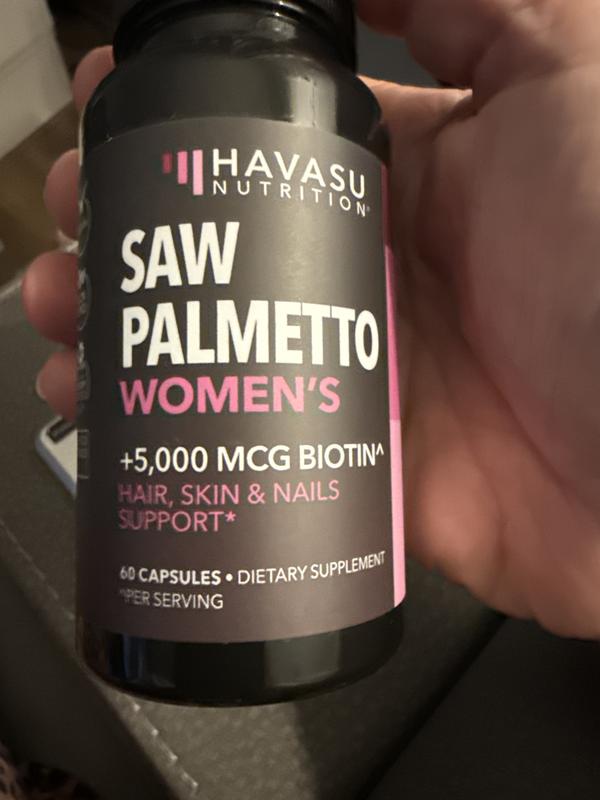 HAVASU
NUTRITION®
SAW
PALMETTO
WOMEN'S
+5,000 MCG BIOTIN^
HAIR, SKIN & NAILS
SUPPORT*
60 CAPSULES • DIETARY SUPPLEMENT
^PER SERVING